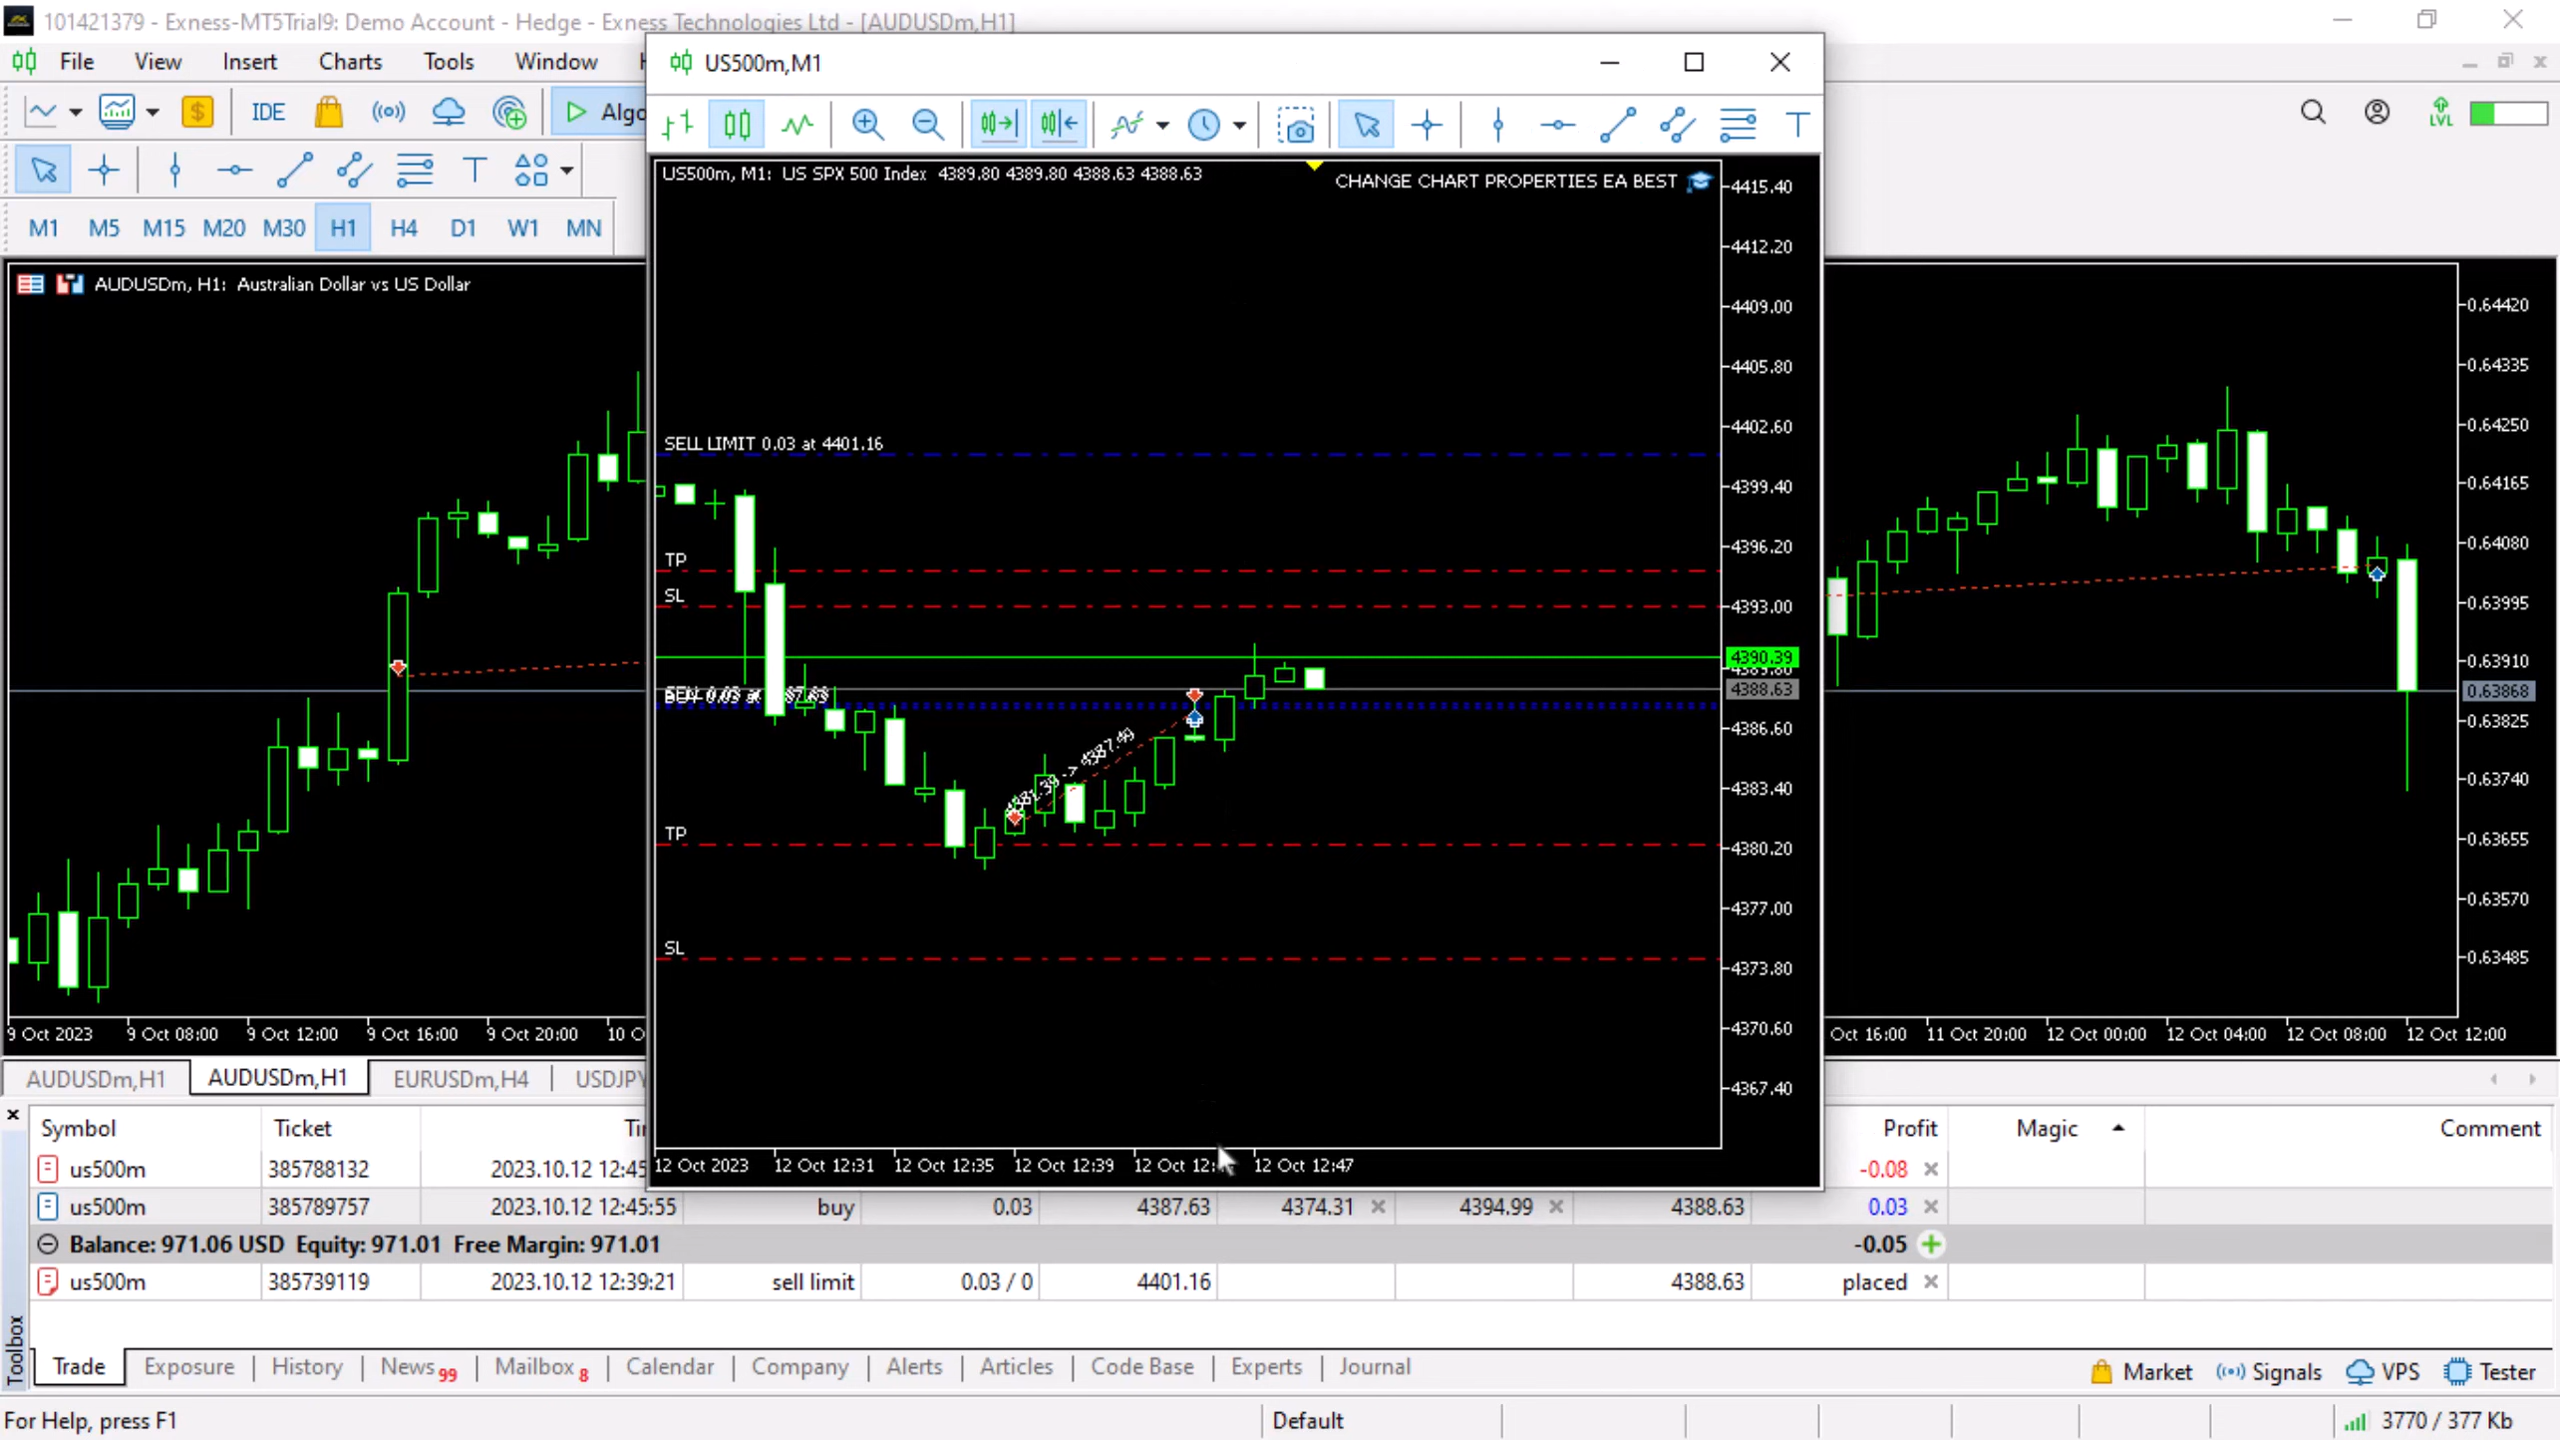 101421379 - Exness-MT5Trial9: Demo Account - Hedge - Exness Technologies Ltd - [AUDUSDm,H1]
File View Insert Charts Tools Window
IDE Algo
LVL
M1 M5 M15 M20 M30 H1 H4 D1 W1 MN
US500m,M1
US500m, M1: US SPX 500 Index 4389.80 4389.80 4388.63 4388.63
CHANGE CHART PROPERTIES EA BEST
SELL LIMIT 0.03 at 4401.16
TP
SL
TP
SL
4381.39 -> 4387.49
4415.40
4412.20
4409.00
4405.80
4402.60
4399.40
4396.20
4393.00
4390.39
4389.80
4388.63
4386.60
4383.40
4380.20
4377.00
4373.80
4370.60
4367.40
12 Oct 2023 12 Oct 12:31 12 Oct 12:35 12 Oct 12:39 12 Oct 12: 12 Oct 12:47
AUDUSDm, H1: Australian Dollar vs US Dollar
0.64420
0.64335
0.64250
0.64165
0.64080
0.63995
0.63910
0.63868
0.63825
0.63740
0.63655
0.63570
0.63485
9 Oct 2023 9 Oct 08:00 9 Oct 12:00 9 Oct 16:00 9 Oct 20:00 10 O
Oct 16:00 11 Oct 20:00 12 Oct 00:00 12 Oct 04:00 12 Oct 08:00 12 Oct 12:00
AUDUSDm,H1 AUDUSDm,H1 EURUSDm,H4 USDJPY
Symbol Ticket Ti Profit Magic Comment
us500m 385788132 2023.10.12 12:45 -0.08
us500m 385789757 2023.10.12 12:45:55 buy 0.03 4387.63 4374.31 4394.99 4388.63 0.03
Balance: 971.06 USD Equity: 971.01 Free Margin: 971.01 -0.05
us500m 385739119 2023.10.12 12:39:21 sell limit 0.03 / 0 4401.16 4388.63 placed
Toolbox
Trade Exposure History News 99 Mailbox 8 Calendar Company Alerts Articles Code Base Experts Journal
Market Signals VPS Tester
For Help, press F1 Default 3770 / 377 Kb